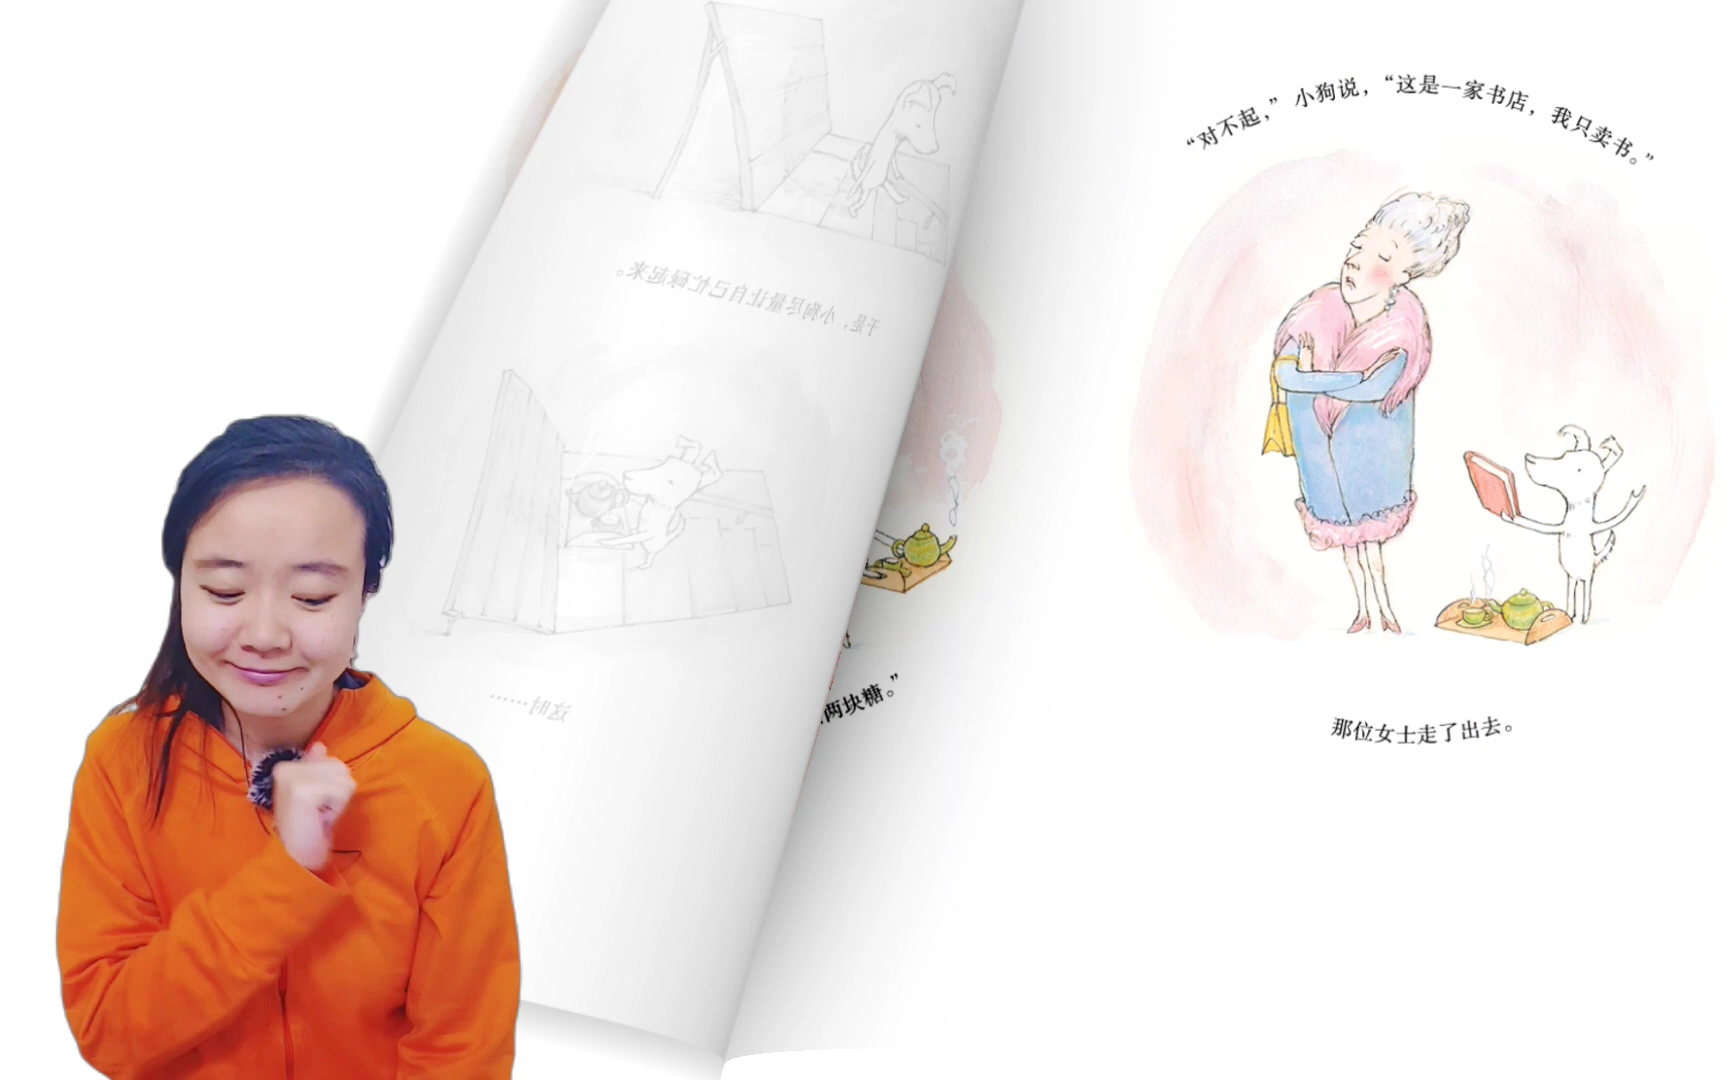 于是，小狗尽量让自己忙碌起来。
这时……
两块糖。”
“对不起，” 小狗说，“这是一家书店，我只卖书。”
那位女士走了出去。